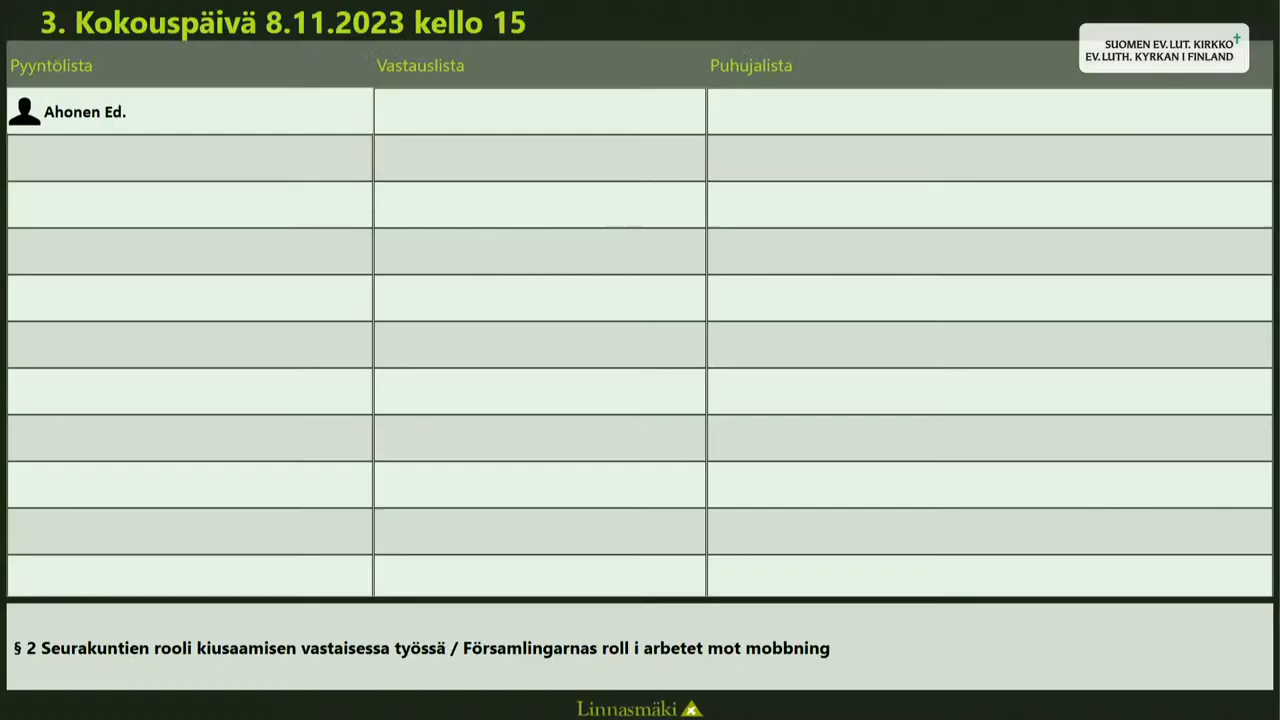 3. Kokouspäivä 8.11.2023 kello 15
SUOMEN EV. LUT. KIRKKO
EV. LUTH. KYRKAN I FINLAND
Pyyntölista Vastauslista Puhujalista
Ahonen Ed.
§ 2 Seurakuntien rooli kiusaamisen vastaisessa työssä / Församlingarnas roll i arbetet mot mobbning
Linnasmäki